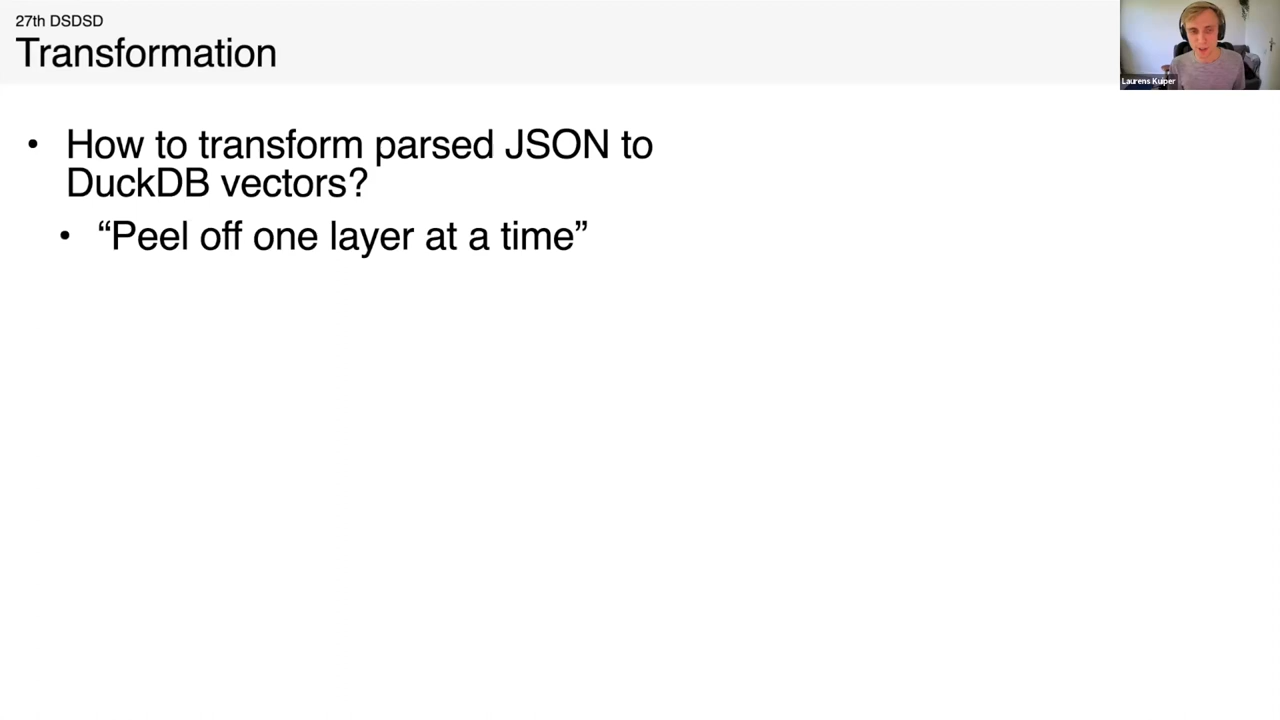 27th DSDSD
Transformation
Laurens Kuiper
• How to transform parsed JSON to
DuckDB vectors?
• “Peel off one layer at a time”